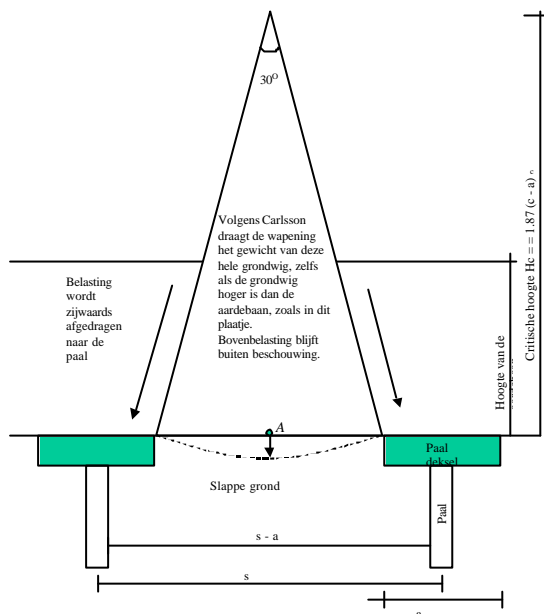 30O
Volgens Carlsson
draagt de wapening
het gewicht van deze
hele grondwig, zelfs
als de grondwig
hoger is dan de
aardebaan, zoals in dit
plaatje.
Bovenbelasting blijft
buiten beschouwing.
Belasting
wordt
zijwaards
afgedragen
naar de
paal
Critische hoogte Hc = = 1.87 (c - a)
Hoogte van de
A
Paal
deksel
Slappe grond
Paal
s - a
s